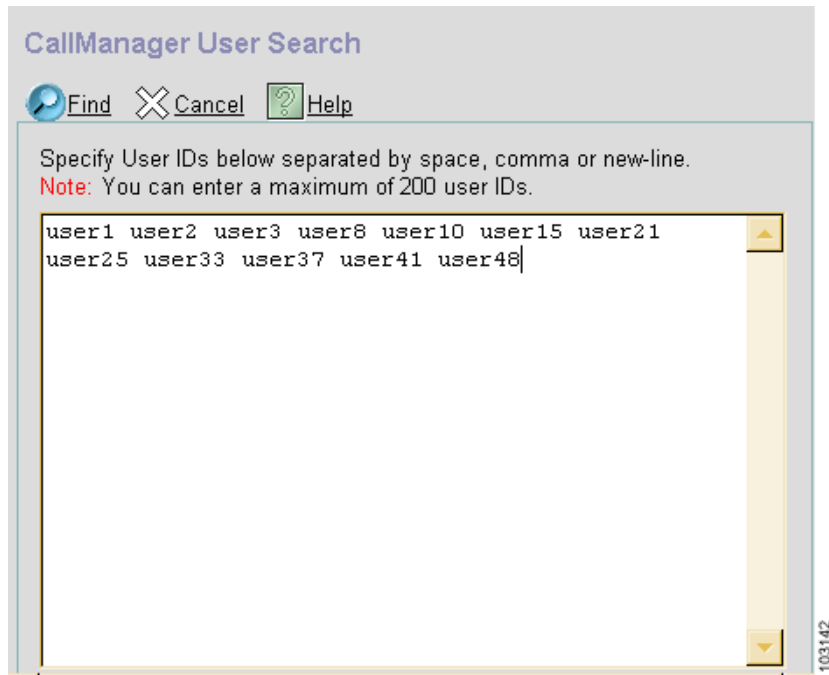 CallManager User Search
Find Cancel Help
Specify User IDs below separated by space, comma or new-line.
Note: You can enter a maximum of 200 user IDs.
user1 user2 user3 user8 user10 user15 user21
user25 user33 user37 user41 user48
103142